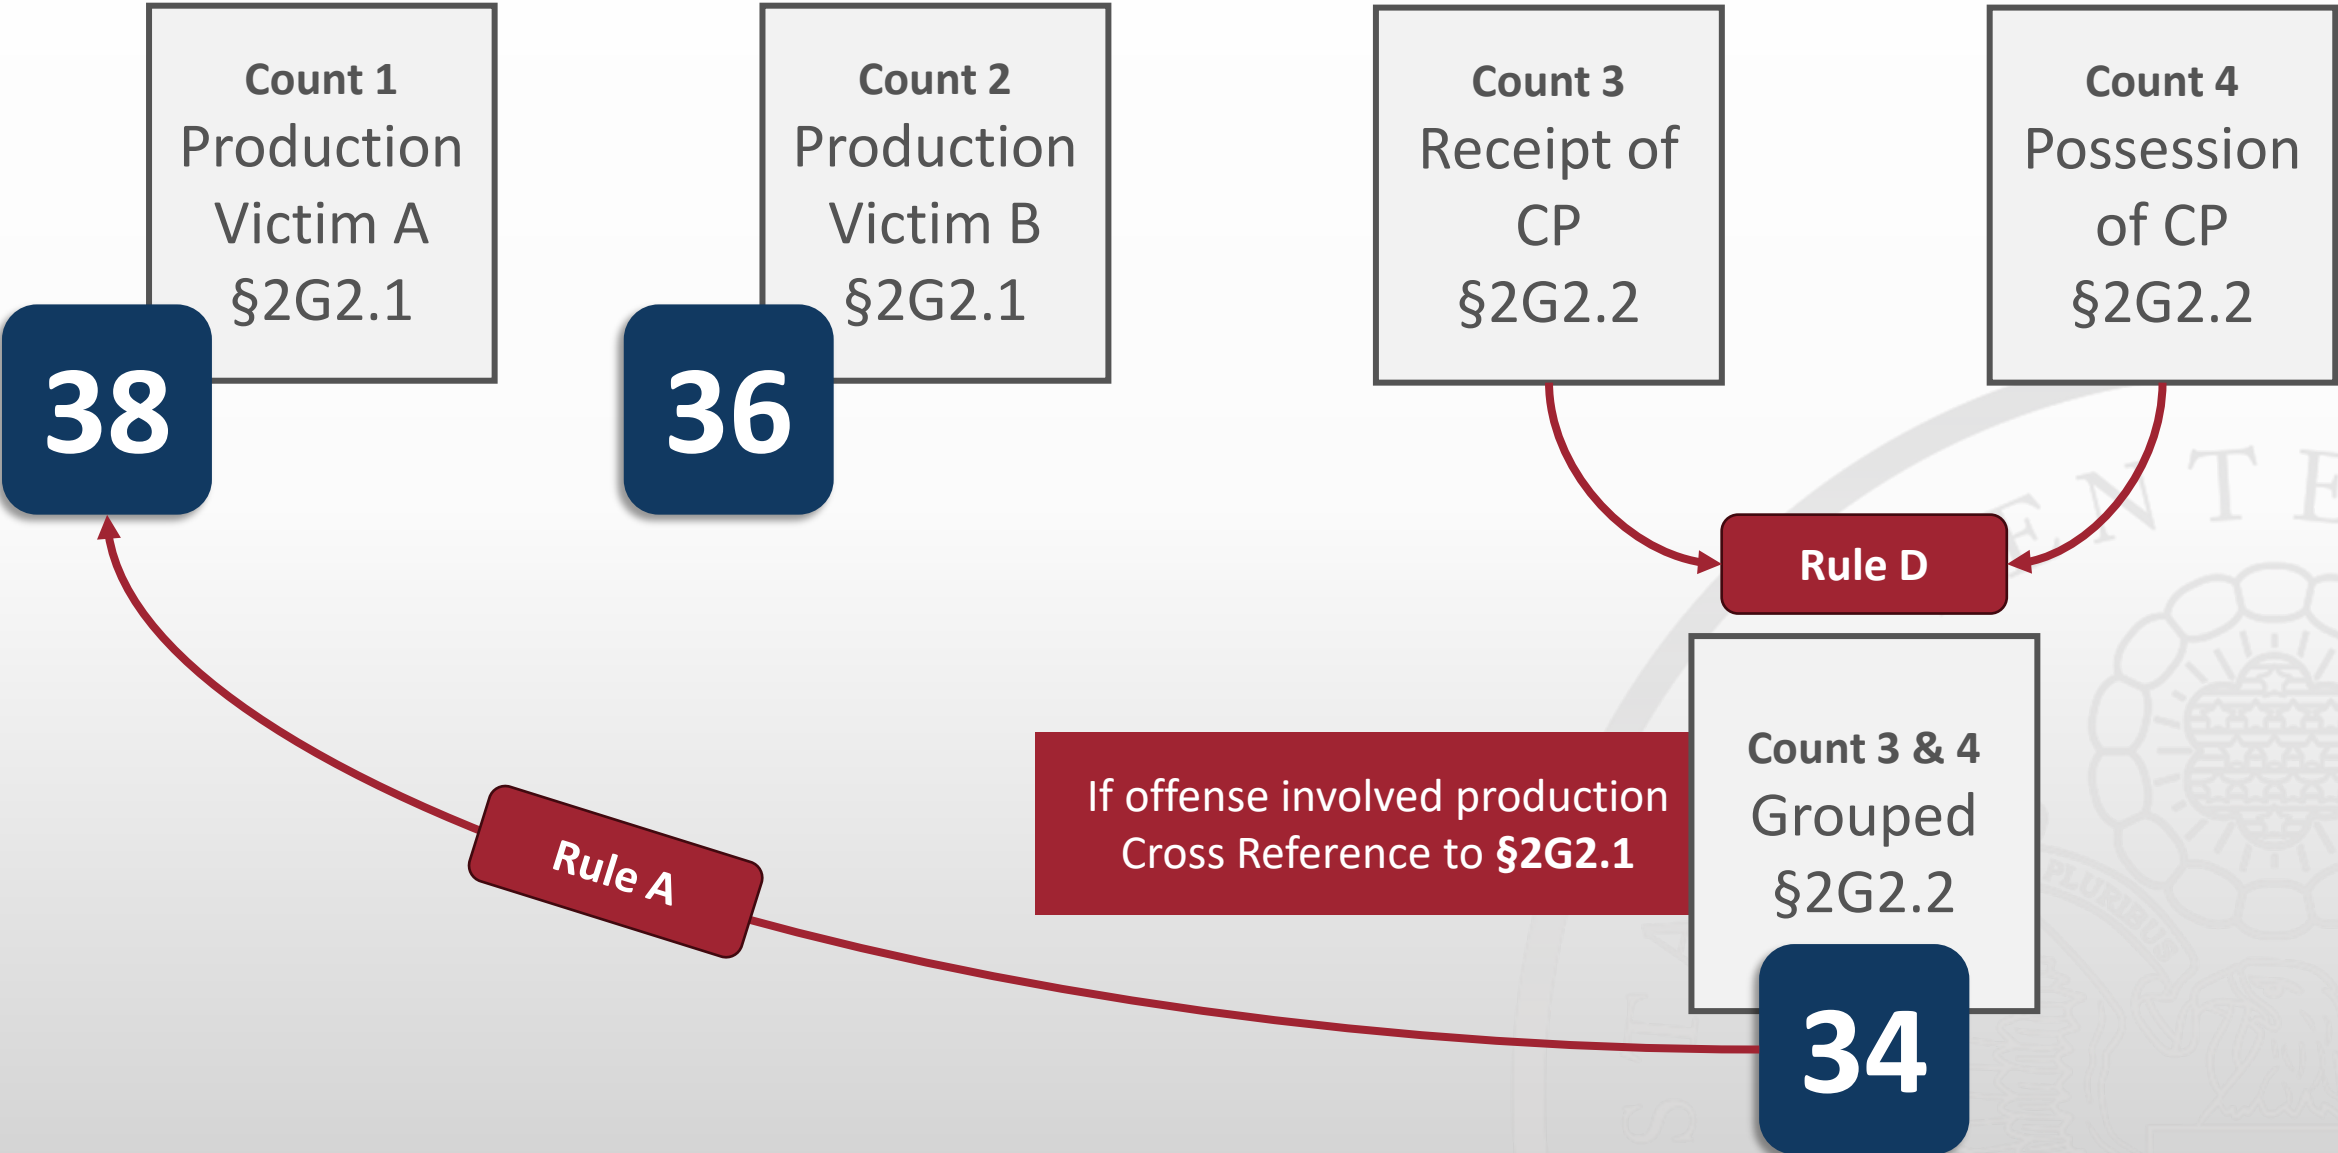 Count 1
Production
Victim A
§2G2.1
38
Count 2
Production
Victim B
§2G2.1
36
Count 3
Receipt of
CP
§2G2.2
Count 4
Possession
of CP
§2G2.2
Rule D
If offense involved production
Cross Reference to §2G2.1
Count 3 & 4
Grouped
§2G2.2
34
Rule A
ENTE
PLURIBUS